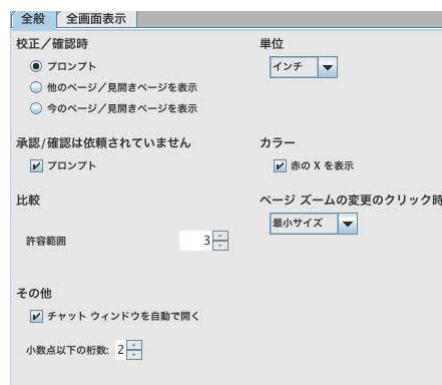 全般 全画面表示
校正／確認時
プロンプト
他のページ／見開きページを表示
今のページ／見開きページを表示
単位
インチ
承認/確認は依頼されていません
プロンプト
カラー
赤の X を表示
比較
許容範囲 3
ページ ズームの変更のクリック時
最小サイズ
その他
チャット ウィンドウを自動で開く
小数点以下の桁数: 2